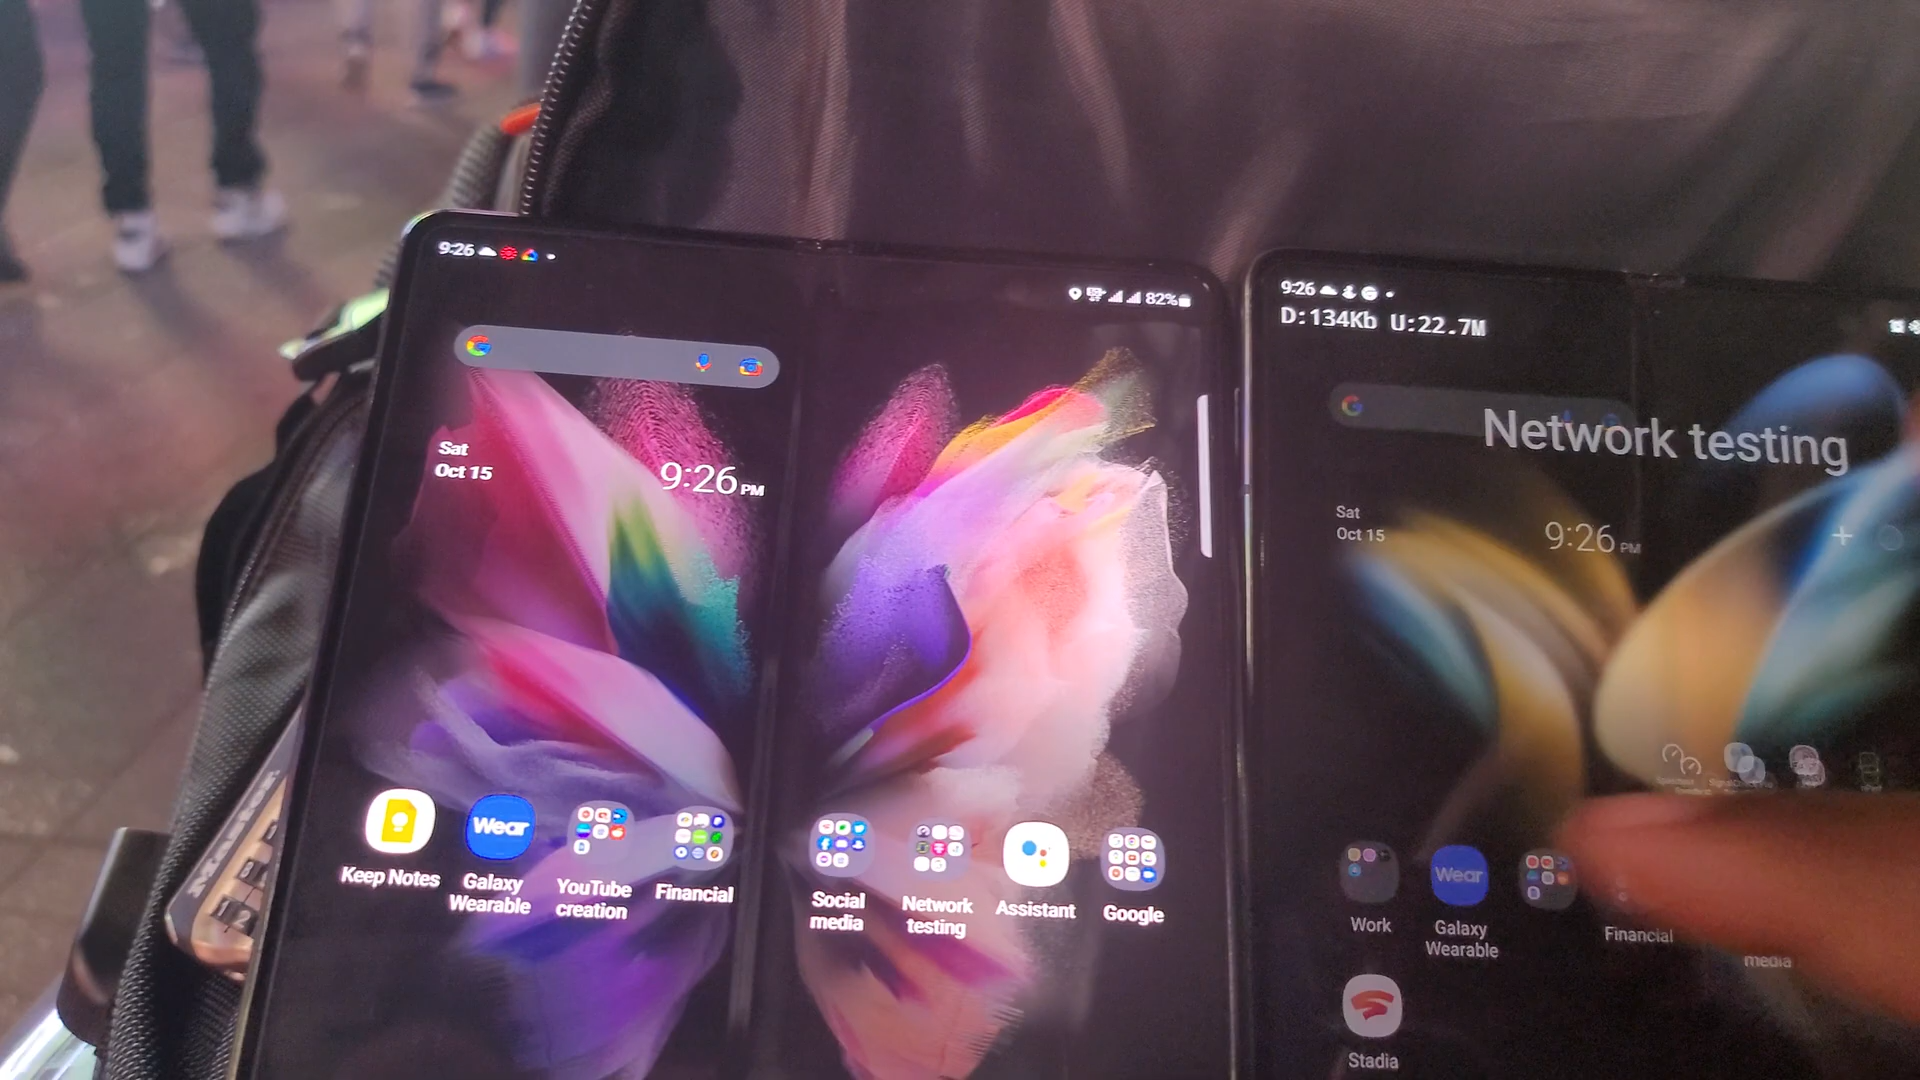 9:26
82%
Sat
Oct 15
9:26 PM
Keep Notes
Galaxy
Wearable
Wear
YouTube
creation
Financial
Social
media
Network
testing
Assistant
Google
9:26
D:134Kb U:22.7M
Network testing
Sat
Oct 15
9:26 PM
Work
Wear
Galaxy
Wearable
Financial
media
Stadia